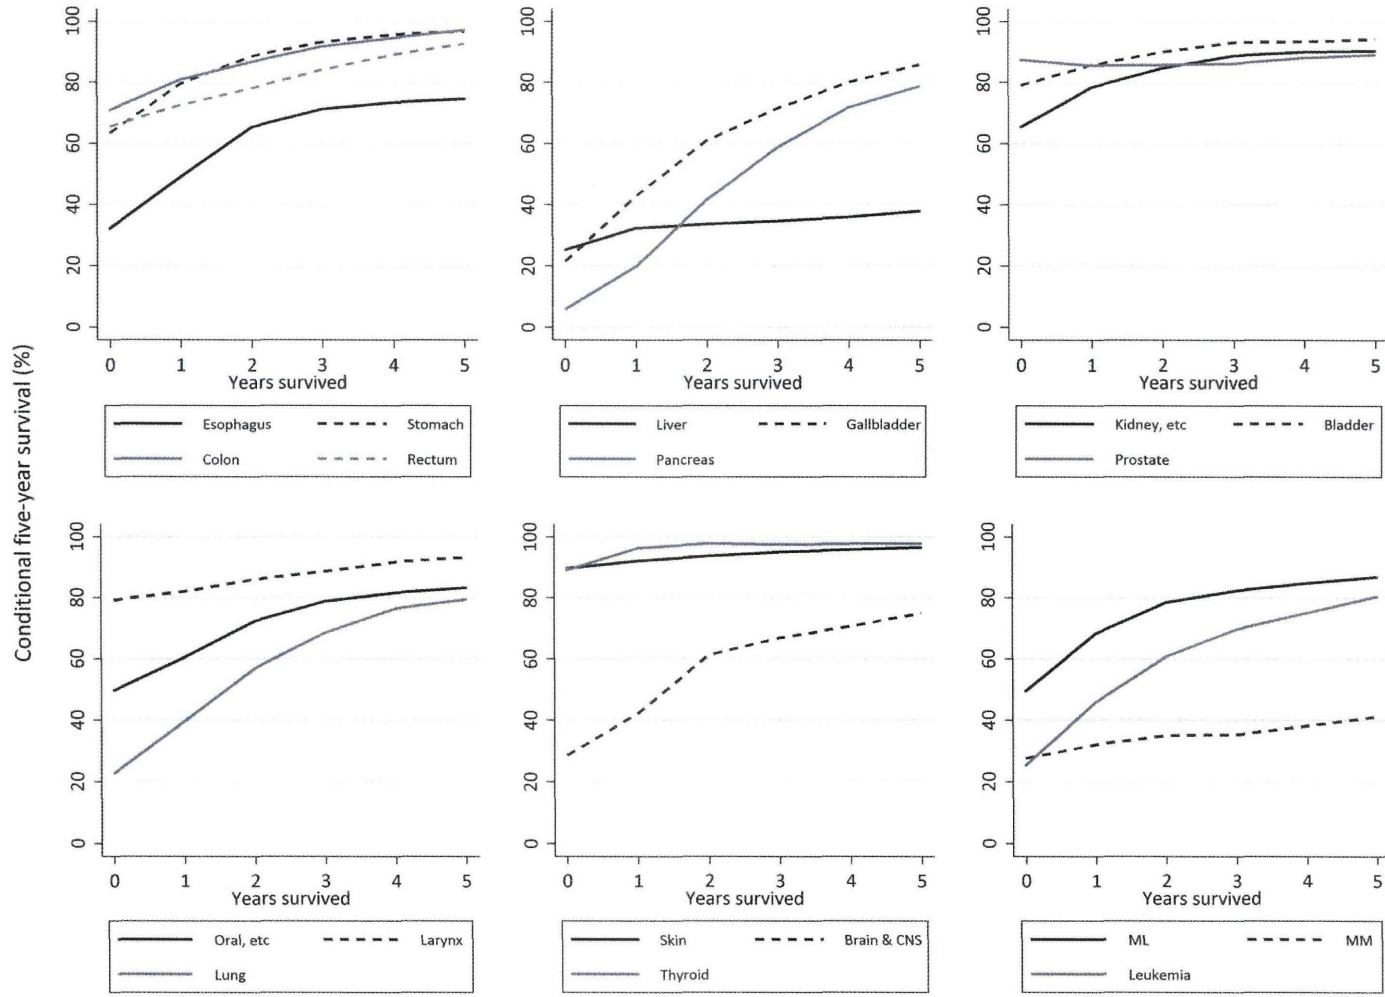 Conditional five-year survival (%)
0 20 40 60 80 100
0 1 2 3 4 5
Years survived
Esophagus Stomach
Colon Rectum
0 20 40 60 80 100
0 1 2 3 4 5
Years survived
Liver Gallbladder
Pancreas
0 20 40 60 80 100
0 1 2 3 4 5
Years survived
Kidney, etc Bladder
Prostate
0 20 40 60 80 100
0 1 2 3 4 5
Years survived
Oral, etc Larynx
Lung
0 20 40 60 80 100
0 1 2 3 4 5
Years survived
Skin Brain & CNS
Thyroid
0 20 40 60 80 100
0 1 2 3 4 5
Years survived
ML MM
Leukemia